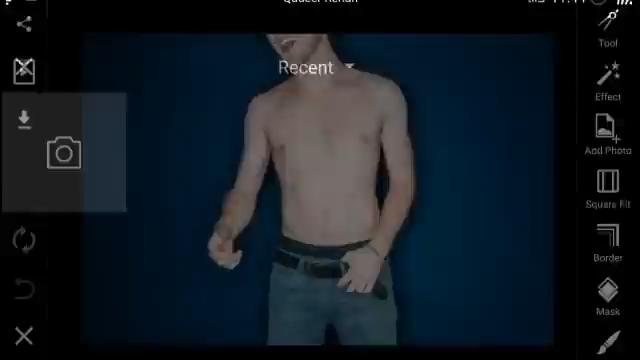 Recent
Tool
Effect
Add Photo
Square Fit
Border
Mask